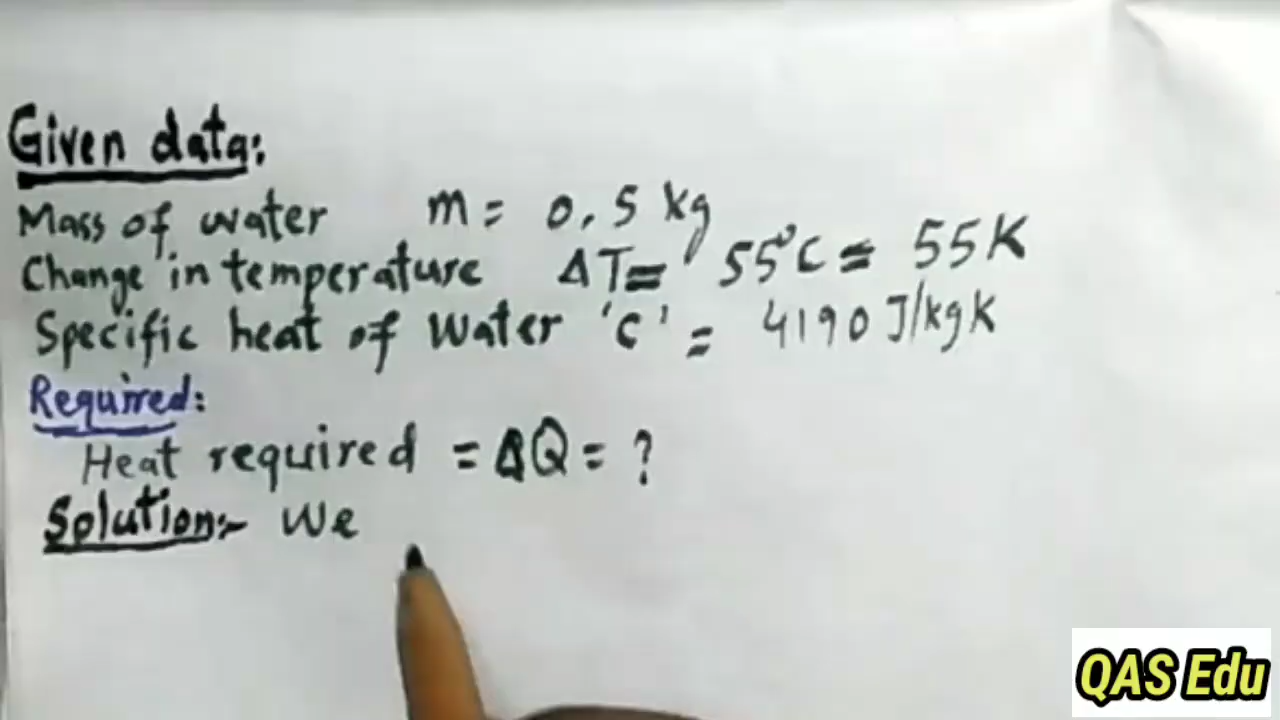 Given data:
Mass of water m = 0.5 kg
Change in temperature ΔT = 55°C = 55K
Specific heat of water 'c' = 4190 J/kgK
Required:
Heat required = ΔQ = ?
Solution:- We
QAS Edu